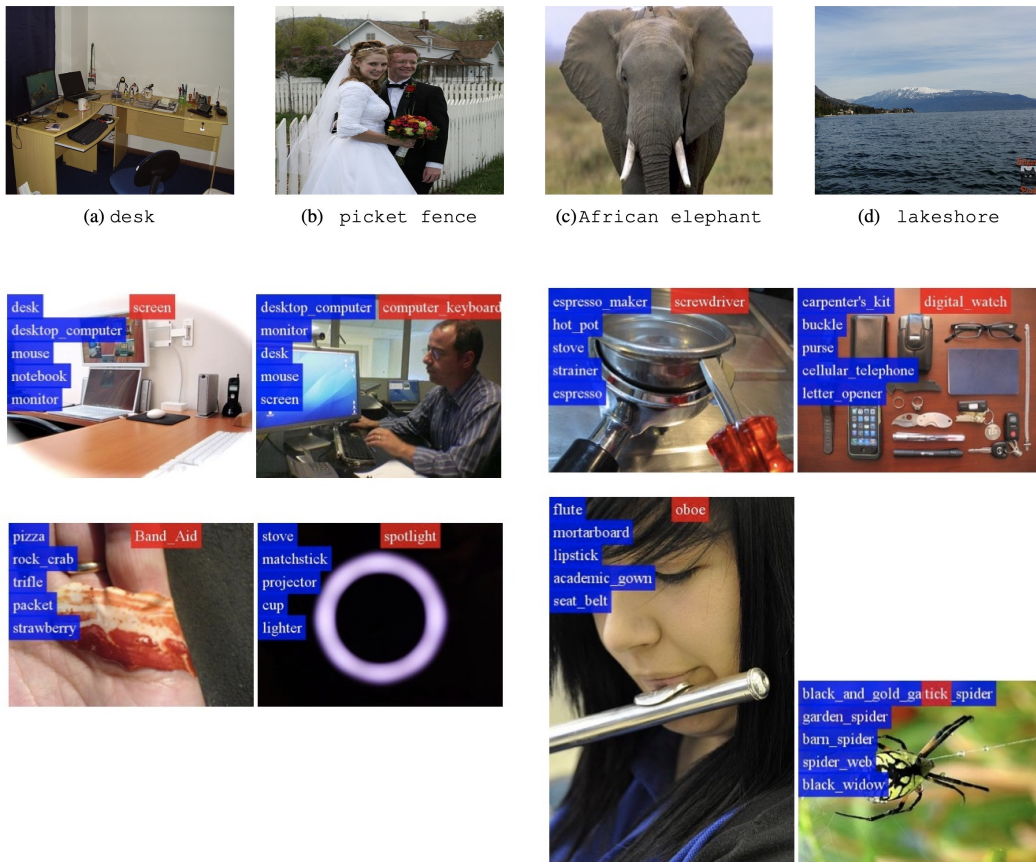 (a) desk
(b) picket fence
(c) African elephant
(d) lakeshore
desk
desktop_computer
mouse
notebook
monitor
screen
desktop_computer
monitor
desk
mouse
screen
computer_keyboard
espresso_maker
hot_pot
stove
strainer
espresso
screwdriver
carpenter's_kit
buckle
purse
cellular_telephone
letter_opener
digital_watch
pizza
rock_crab
trifle
packet
strawberry
Band_Aid
stove
matchstick
projector
cup
lighter
spotlight
flute
mortarboard
lipstick
academic_gown
seat_belt
oboe
black_and_gold_ga
tick
_spider
garden_spider
barn_spider
spider_web
black_widow